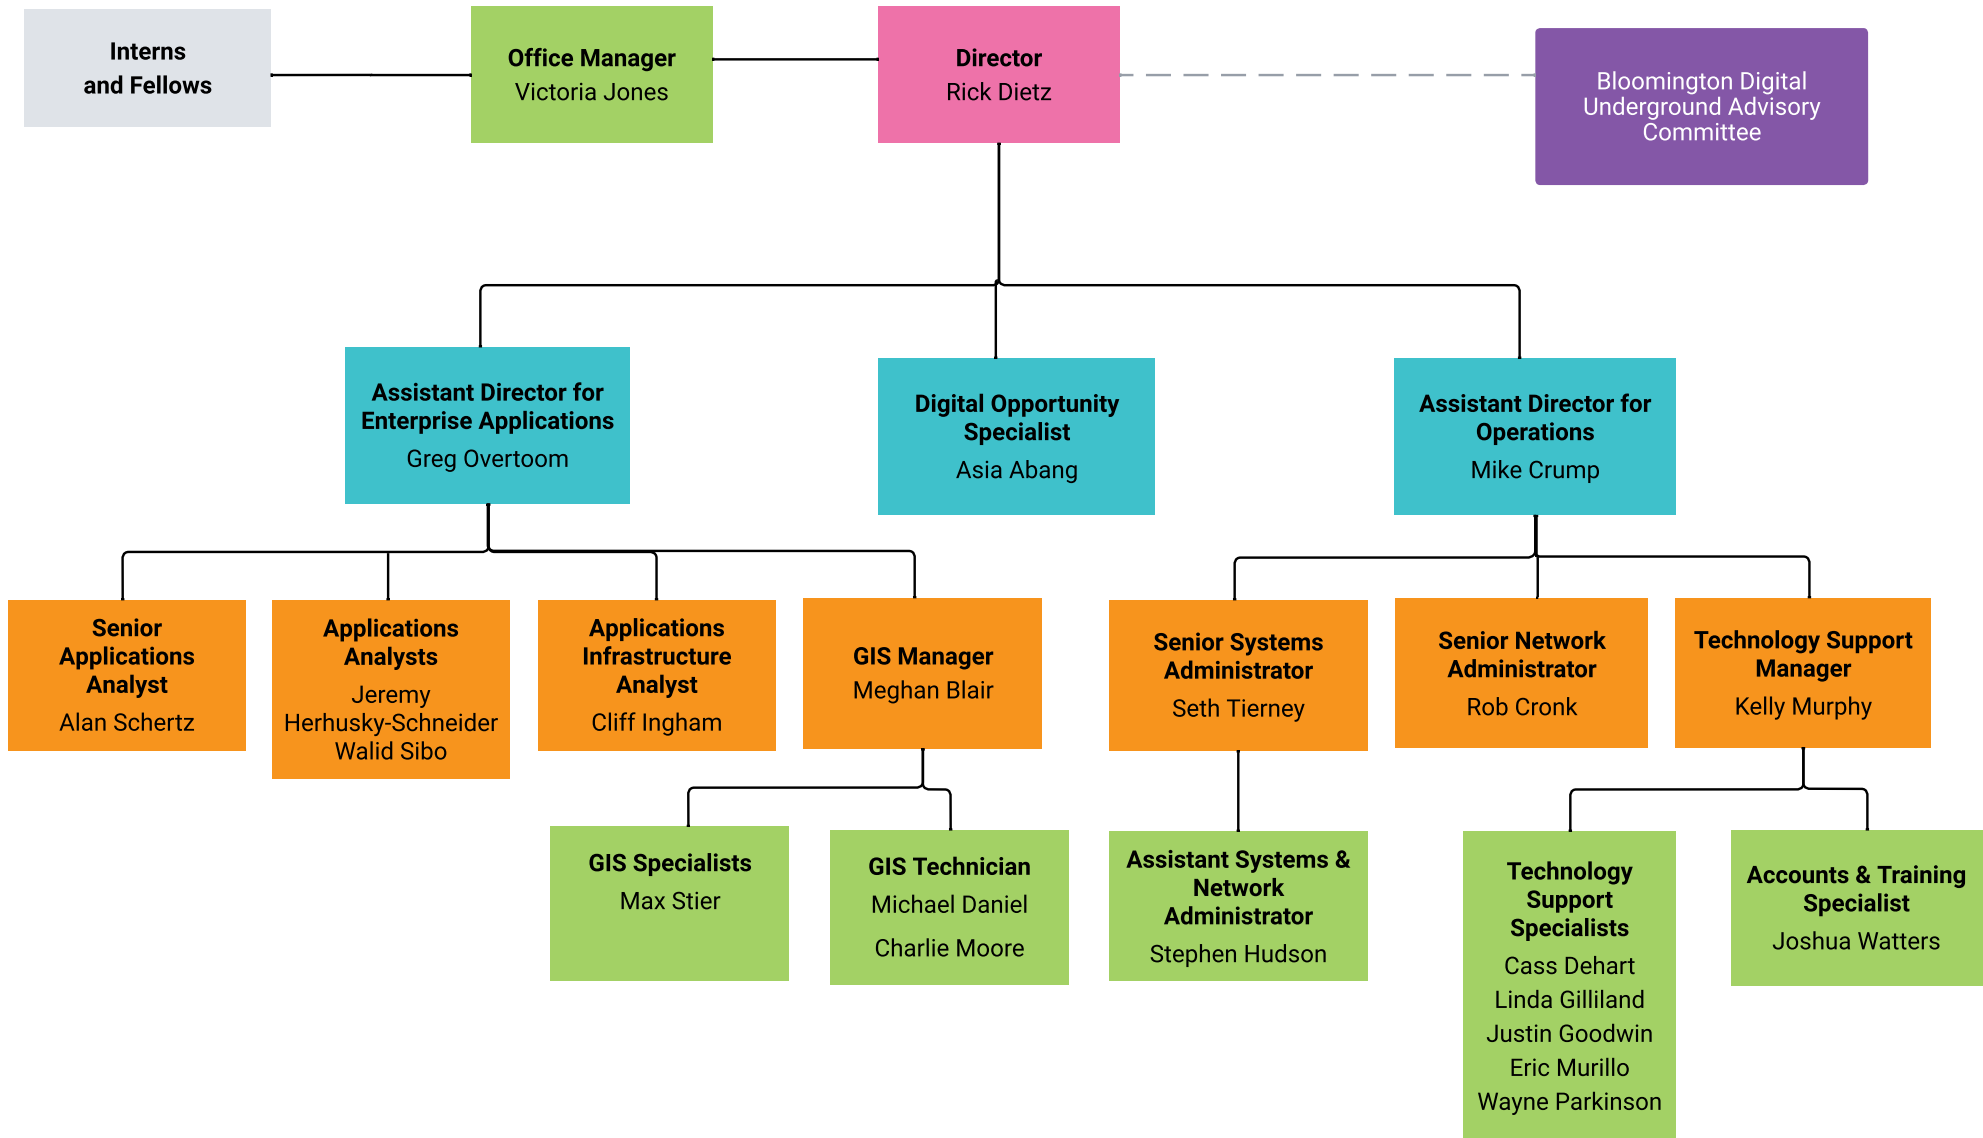 Interns
and Fellows
Office Manager
Victoria Jones
Director
Rick Dietz
Bloomington Digital
Underground Advisory
Committee
Assistant Director for
Enterprise Applications
Greg Overtoom
Digital Opportunity
Specialist
Asia Abang
Assistant Director for
Operations
Mike Crump
Senior
Applications
Analyst
Alan Schertz
Applications
Analysts
Jeremy
Herhusky-Schneider
Walid Sibo
Applications
Infrastructure
Analyst
Cliff Ingham
GIS Manager
Meghan Blair
Senior Systems
Administrator
Seth Tierney
Senior Network
Administrator
Rob Cronk
Technology Support
Manager
Kelly Murphy
GIS Specialists
Max Stier
GIS Technician
Michael Daniel
Charlie Moore
Assistant Systems &
Network
Administrator
Stephen Hudson
Technology
Support
Specialists
Cass Dehart
Linda Gilliland
Justin Goodwin
Eric Murillo
Wayne Parkinson
Accounts & Training
Specialist
Joshua Watters